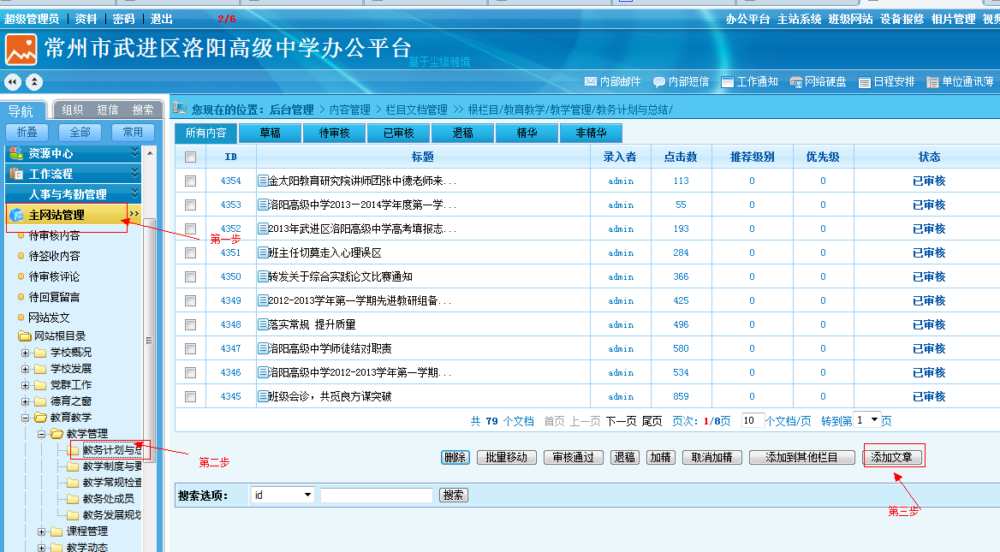 超级管理员 | 资料 | 密码 | 退出 2/6 办公平台 主站系统 班级网站 设备报修 相片管理 视频
常州市武进区洛阳高级中学办公平台
基于尘缘雅境
内部邮件 内部短信 工作通知 网络硬盘 日程安排 单位通讯薄
导航 组织 短信 搜索
折叠 全部 常用
资源中心
工作流程
人事与考勤管理
主网站管理 >>
待审核内容
待签收内容
待审核评论
待回复留言
网站发文
网站根目录
学校概况
学校发展
党群工作
德育之窗
教育教学
教学管理
教务计划与总
教学制度与要
教学常规检查
教务处成员
教务发展规划
课程管理
教学动态
第一步
第二步
您现在的位置：后台管理 > 内容管理 > 栏目文档管理 >> 根栏目/教育教学/教学管理/教务计划与总结/
所有内容 草稿 待审核 已审核 退稿 精华 非精华
ID 标题 录入者 点击数 推荐级别 优先级 状态
4354 金太阳教育研究院讲师团张中德老师来... admin 113 0 0 已审核
4353 洛阳高级中学2013－2014学年度第一学... admin 55 0 0 已审核
4352 2013年武进区洛阳高级中学高考填报志... admin 193 0 0 已审核
4351 班主任切莫走入心理误区 admin 284 0 0 已审核
4350 转发关于综合实践论文比赛通知 admin 366 0 0 已审核
4349 2012-2013学年第一学期先进教研组备... admin 425 0 0 已审核
4348 落实常规 提升质量 admin 496 0 0 已审核
4347 洛阳高级中学师徒结对职责 admin 580 0 0 已审核
4346 洛阳高级中学2012-2013学年第一学期... admin 534 0 0 已审核
4345 班级会诊，共觅良方谋突破 admin 859 0 0 已审核
共 79 个文档 首页 上一页 下一页 尾页 页次：1/8页 10 个文档/页 转到第 1 页
删除 批量移动 审核通过 退稿 加精 取消加精 添加到其他栏目 添加文章
搜索选项： id 搜索
第三步